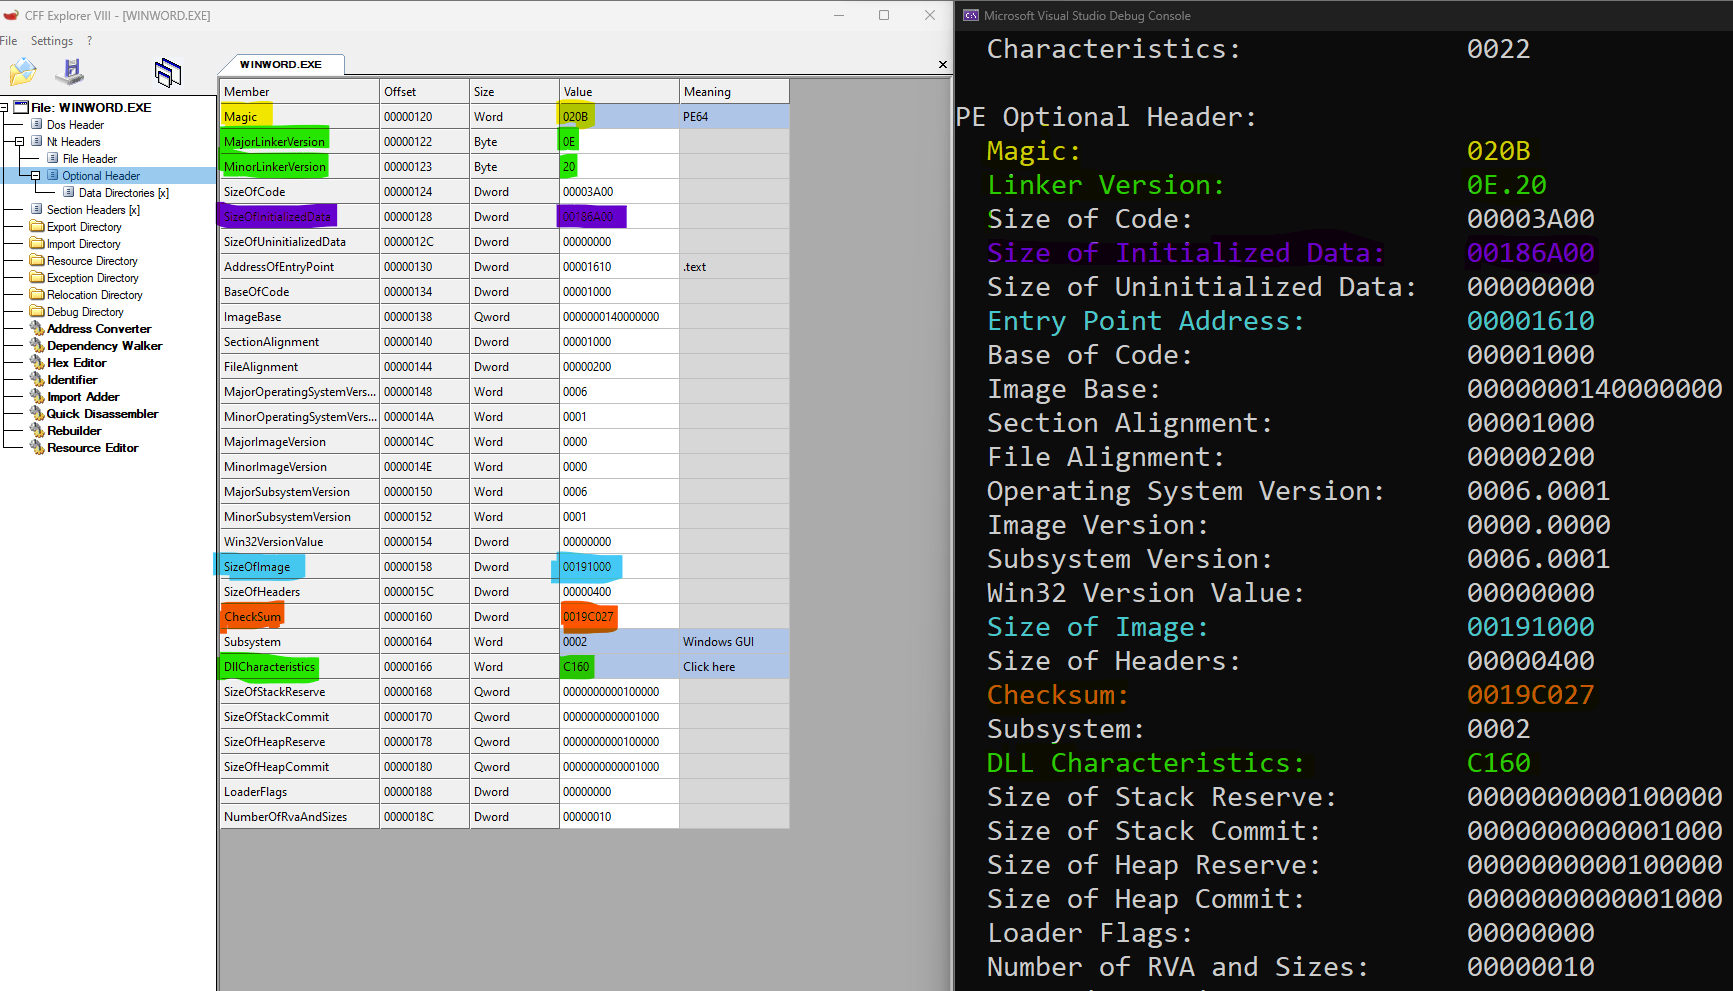 CFF Explorer VIII - [WINWORD.EXE]
File Settings ?
WINWORD.EXE
File: WINWORD.EXE
Dos Header
Nt Headers
File Header
Optional Header
Data Directories [x]
Section Headers [x]
Export Directory
Import Directory
Resource Directory
Exception Directory
Relocation Directory
Debug Directory
Address Converter
Dependency Walker
Hex Editor
Identifier
Import Adder
Quick Disassembler
Rebuilder
Resource Editor
Member Offset Size Value Meaning
Magic 00000120 Word 020B PE64
MajorLinkerVersion 00000122 Byte 0E
MinorLinkerVersion 00000123 Byte 20
SizeOfCode 00000124 Dword 00003A00
SizeOfInitializedData 00000128 Dword 00186A00
SizeOfUninitializedData 0000012C Dword 00000000
AddressOfEntryPoint 00000130 Dword 00001610 .text
BaseOfCode 00000134 Dword 00001000
ImageBase 00000138 Qword 0000000140000000
SectionAlignment 00000140 Dword 00001000
FileAlignment 00000144 Dword 00000200
MajorOperatingSystemVers... 00000148 Word 0006
MinorOperatingSystemVers... 0000014A Word 0001
MajorImageVersion 0000014C Word 0000
MinorImageVersion 0000014E Word 0000
MajorSubsystemVersion 00000150 Word 0006
MinorSubsystemVersion 00000152 Word 0001
Win32VersionValue 00000154 Dword 00000000
SizeOfImage 00000158 Dword 00191000
SizeOfHeaders 0000015C Dword 00000400
CheckSum 00000160 Dword 0019C027
Subsystem 00000164 Word 0002 Windows GUI
DllCharacteristics 00000166 Word C160 Click here
SizeOfStackReserve 00000168 Qword 0000000000100000
SizeOfStackCommit 00000170 Qword 0000000000001000
SizeOfHeapReserve 00000178 Qword 0000000000100000
SizeOfHeapCommit 00000180 Qword 0000000000001000
LoaderFlags 00000188 Dword 00000000
NumberOfRvaAndSizes 0000018C Dword 00000010
Microsoft Visual Studio Debug Console
Characteristics: 0022
PE Optional Header:
Magic: 020B
Linker Version: 0E.20
Size of Code: 00003A00
Size of Initialized Data: 00186A00
Size of Uninitialized Data: 00000000
Entry Point Address: 00001610
Base of Code: 00001000
Image Base: 0000000140000000
Section Alignment: 00001000
File Alignment: 00000200
Operating System Version: 0006.0001
Image Version: 0000.0000
Subsystem Version: 0006.0001
Win32 Version Value: 00000000
Size of Image: 00191000
Size of Headers: 00000400
Checksum: 0019C027
Subsystem: 0002
DLL Characteristics: C160
Size of Stack Reserve: 0000000000100000
Size of Stack Commit: 0000000000001000
Size of Heap Reserve: 0000000000100000
Size of Heap Commit: 0000000000001000
Loader Flags: 00000000
Number of RVA and Sizes: 00000010